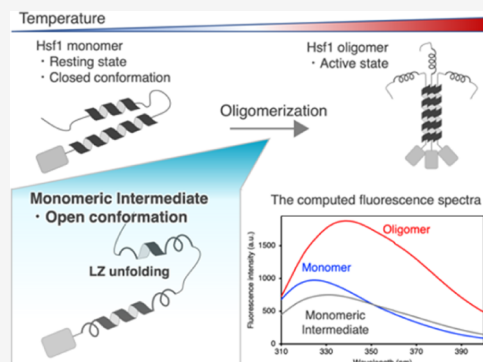 Temperature
Hsf1 monomer
・Resting state
・Closed conformation
Hsf1 oligomer
・Active state
Oligomerization
Monomeric Intermediate
・Open conformation
LZ unfolding
The computed fluorescence spectra
Fluorescence intensity (a.u.)
1500
1000
500
0
Oligomer
Monomer
Monomeric
Intermediate
310
330
350
370
390